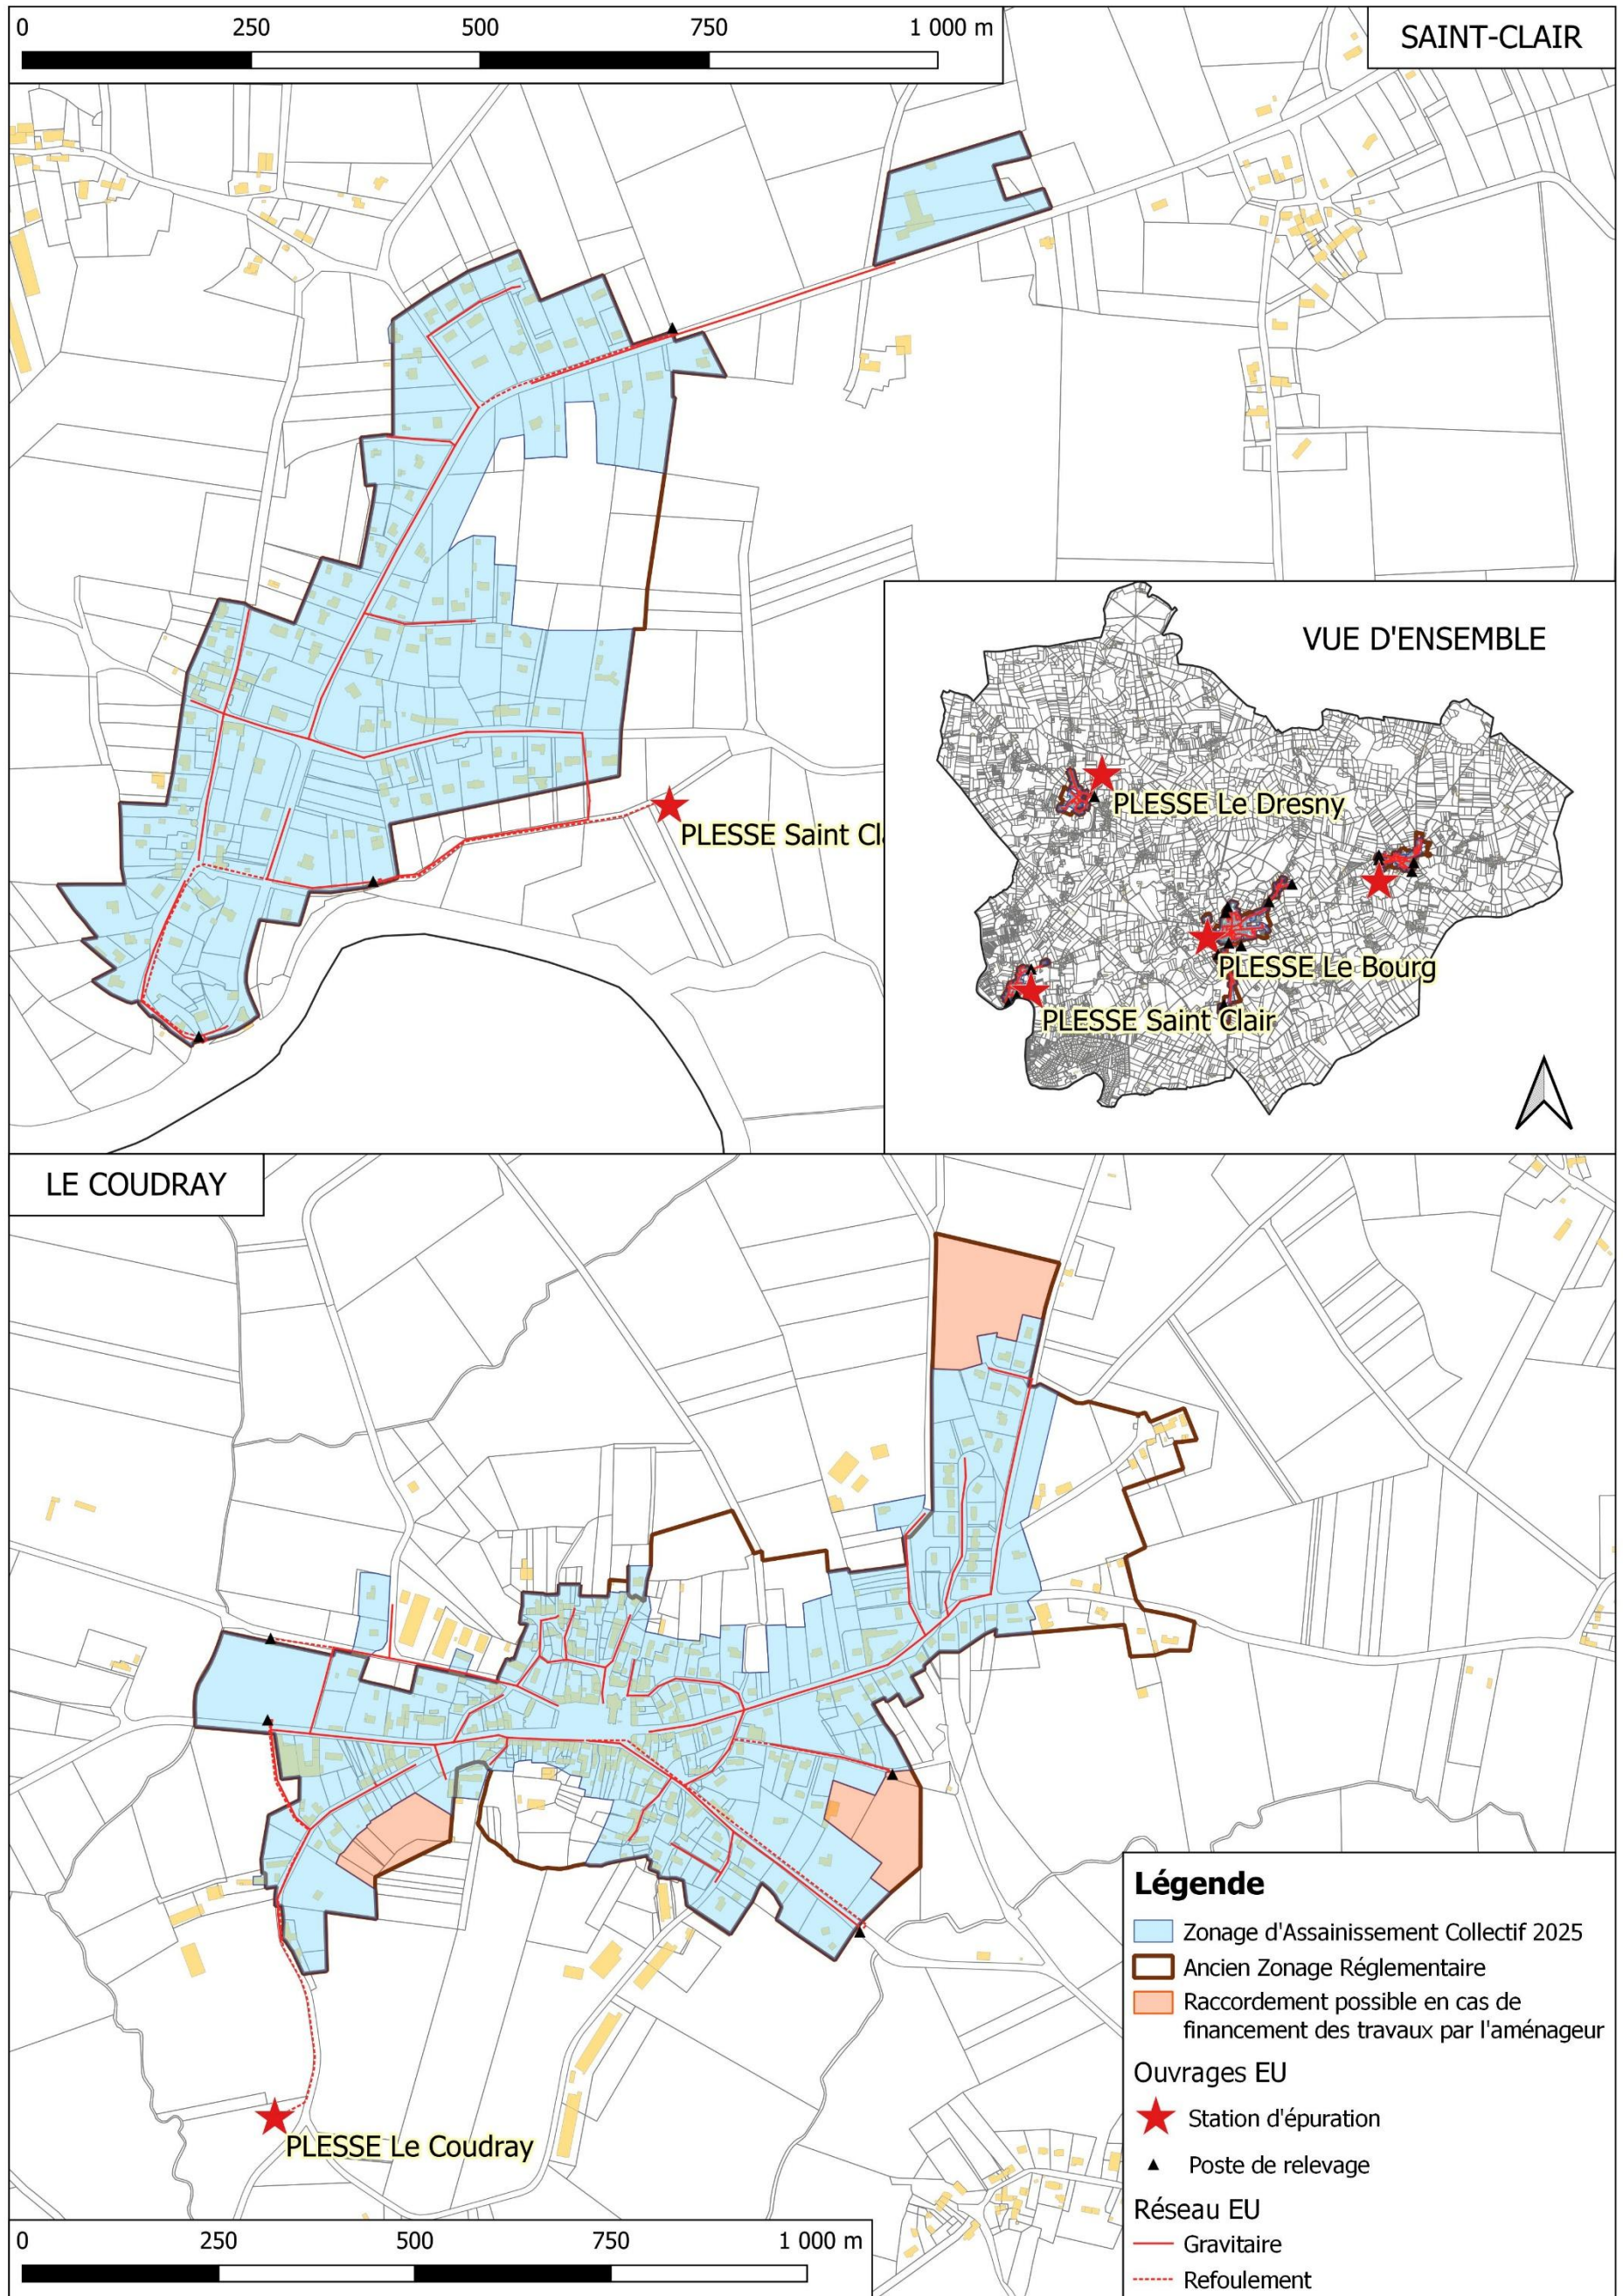 0 250 500 750 1 000 m
SAINT-CLAIR
PLESSE Saint Cl
VUE D'ENSEMBLE
PLESSE Le Dresny
PLESSE Le Bourg
PLESSE Saint Clair
LE COUDRAY
PLESSE Le Coudray
Légende
Zonage d'Assainissement Collectif 2025
Ancien Zonage Réglementaire
Raccordement possible en cas de
financement des travaux par l'aménageur
Ouvrages EU
Station d'épuration
Poste de relevage
Réseau EU
Gravitaire
Refoulement
0 250 500 750 1 000 m